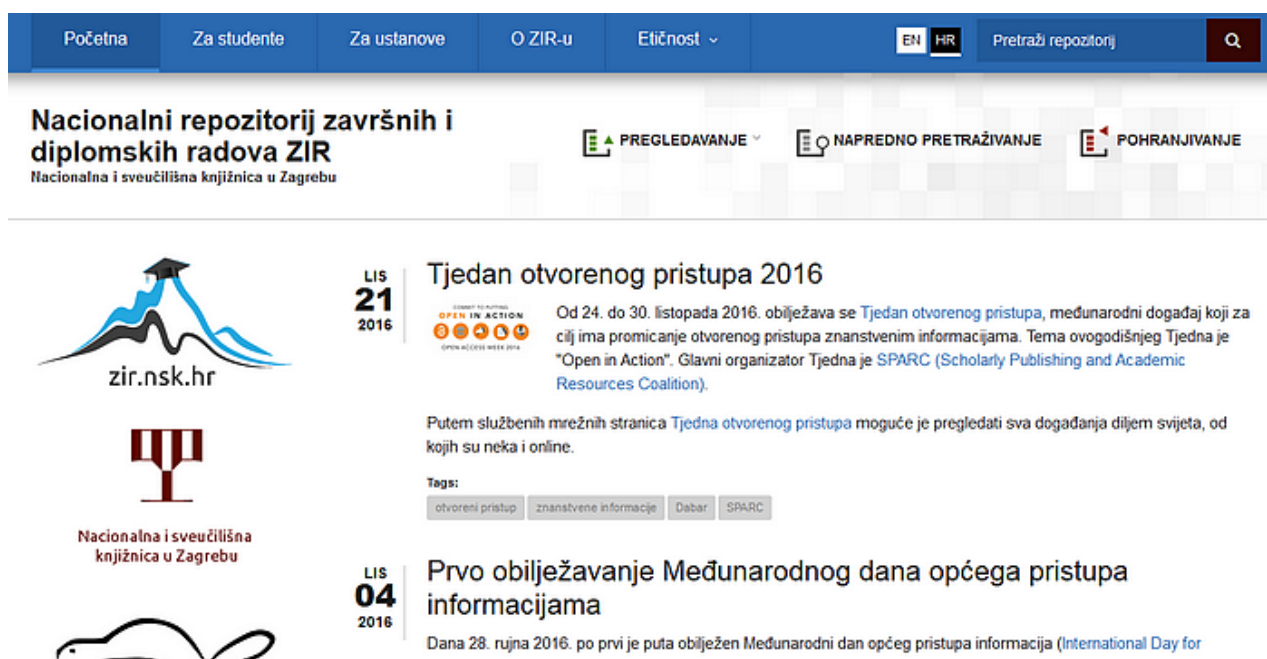 Početna Za studente Za ustanove O ZIR-u Etičnost EN HR Pretraži repozitorij
Nacionalni repozitorij završnih i
diplomskih radova ZIR
Nacionalna i sveučilišna knjižnica u Zagrebu
PREGLEDAVANJE NAPREDNO PRETRAŽIVANJE POHRANJIVANJE
zir.nsk.hr
Nacionalna i sveučilišna
knjižnica u Zagrebu
LIS
21
2016
Tjedan otvorenog pristupa 2016
COMMIT TO PUTTING
OPEN IN ACTION
OPEN ACCESS WEEK 2016
Od 24. do 30. listopada 2016. obilježava se Tjedan otvorenog pristupa, međunarodni događaj koji za
cilj ima promicanje otvorenog pristupa znanstvenim informacijama. Tema ovogodišnjeg Tjedna je
"Open in Action". Glavni organizator Tjedna je SPARC (Scholarly Publishing and Academic
Resources Coalition).
Putem službenih mrežnih stranica Tjedna otvorenog pristupa moguće je pregledati sva događanja diljem svijeta, od
kojih su neka i online.
Tags:
otvoreni pristup znanstvene informacije Dabar SPARC
LIS
04
2016
Prvo obilježavanje Međunarodnog dana općega pristupa
informacijama
Dana 28. rujna 2016. po prvi je puta obilježen Međunarodni dan općeg pristupa informacija (International Day for